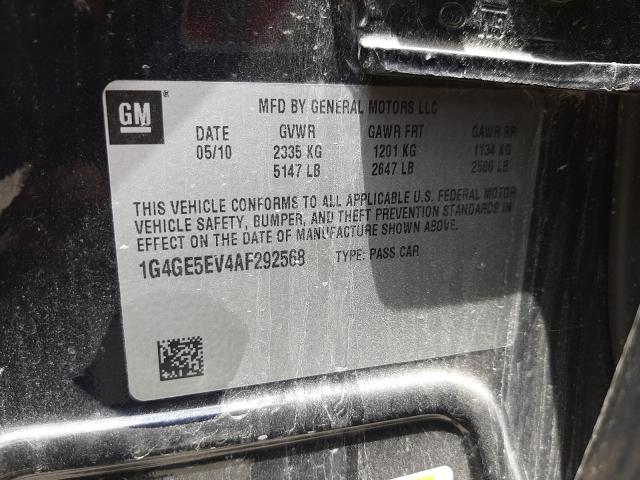 GM ®
MFD BY GENERAL MOTORS LLC
DATE GVWR GAWR FRT GAWR RR
05/10 2335 KG 1201 KG 1134 KG
5147 LB 2647 LB 2500 LB
THIS VEHICLE CONFORMS TO ALL APPLICABLE U.S. FEDERAL MOTOR
VEHICLE SAFETY, BUMPER, AND THEFT PREVENTION STANDARDS IN
EFFECT ON THE DATE OF MANUFACTURE SHOWN ABOVE.
1G4GE5EV4AF292568 TYPE: PASS CAR